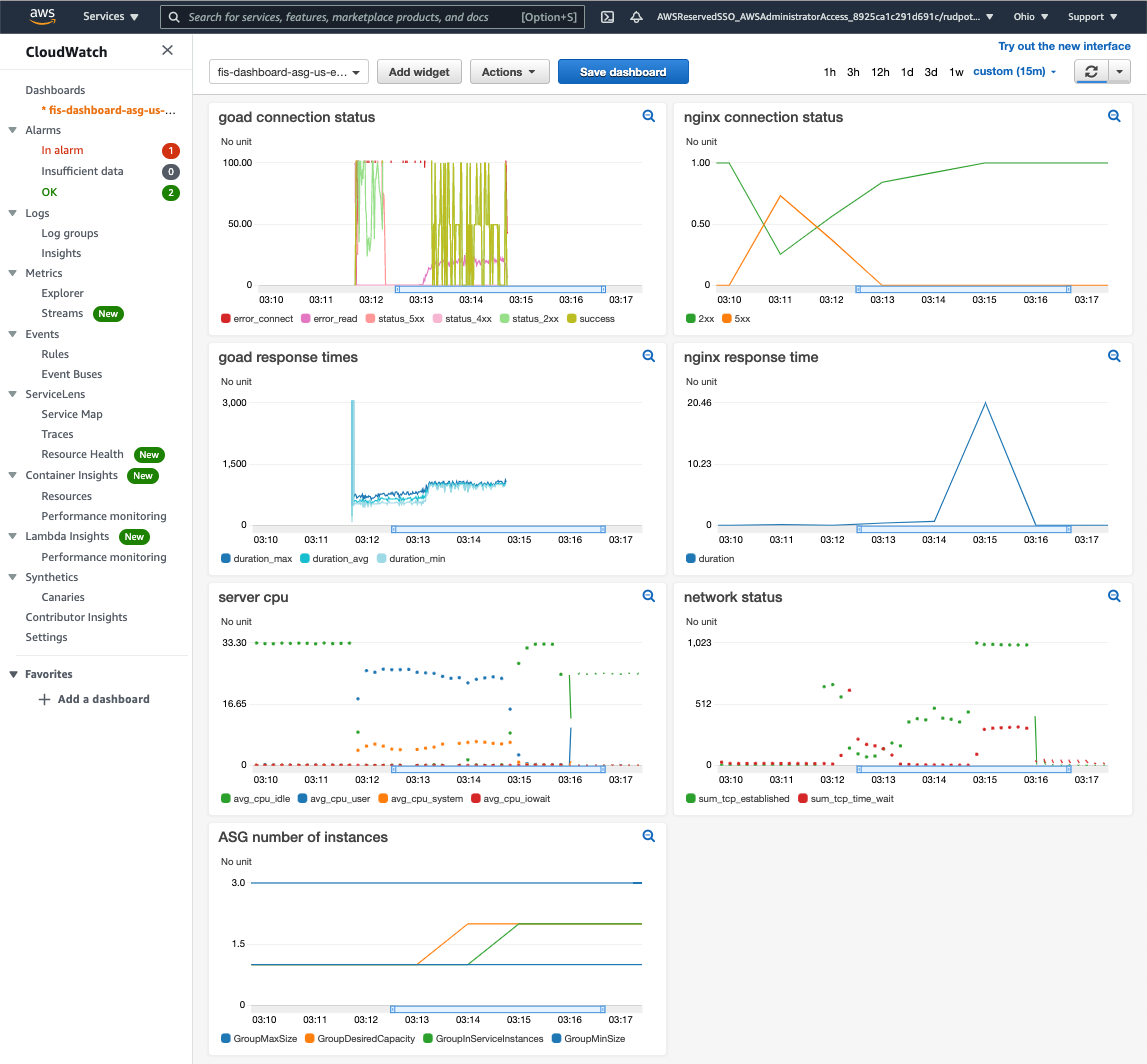 aws
Services
Search for services, features, marketplace products, and docs [Option+S]
AWSReservedSSO_AWSAdministratorAccess_8925ca1c291d691c/rudpot...
Ohio
Support
CloudWatch
Dashboards
* fis-dashboard-asg-us-...
Alarms
In alarm 1
Insufficient data 0
OK 2
Logs
Log groups
Insights
Metrics
Explorer
Streams New
Events
Rules
Event Buses
ServiceLens
Service Map
Traces
Resource Health New
Container Insights New
Resources
Performance monitoring
Lambda Insights New
Performance monitoring
Synthetics
Canaries
Contributor Insights
Settings
Favorites
Add a dashboard
Try out the new interface
fis-dashboard-asg-us-e...
Add widget
Actions
Save dashboard
1h 3h 12h 1d 3d 1w custom (15m)
goad connection status
No unit
100.00
50.00
0
03:10 03:11 03:12 03:13 03:14 03:15 03:16 03:17
error_connect error_read status_5xx status_4xx status_2xx success
nginx connection status
No unit
1.00
0.50
0
03:10 03:11 03:12 03:13 03:14 03:15 03:16 03:17
2xx 5xx
goad response times
No unit
3,000
1,500
0
03:10 03:11 03:12 03:13 03:14 03:15 03:16 03:17
duration_max duration_avg duration_min
nginx response time
No unit
20.46
10.23
0
03:10 03:11 03:12 03:13 03:14 03:15 03:16 03:17
duration
server cpu
No unit
33.30
16.65
0
03:10 03:11 03:12 03:13 03:14 03:15 03:16 03:17
avg_cpu_idle avg_cpu_user avg_cpu_system avg_cpu_iowait
network status
No unit
1,023
512
0
03:10 03:11 03:12 03:13 03:14 03:15 03:16 03:17
sum_tcp_established sum_tcp_time_wait
ASG number of instances
No unit
3.0
1.5
0
03:10 03:11 03:12 03:13 03:14 03:15 03:16 03:17
GroupMaxSize GroupDesiredCapacity GroupInServiceInstances GroupMinSize